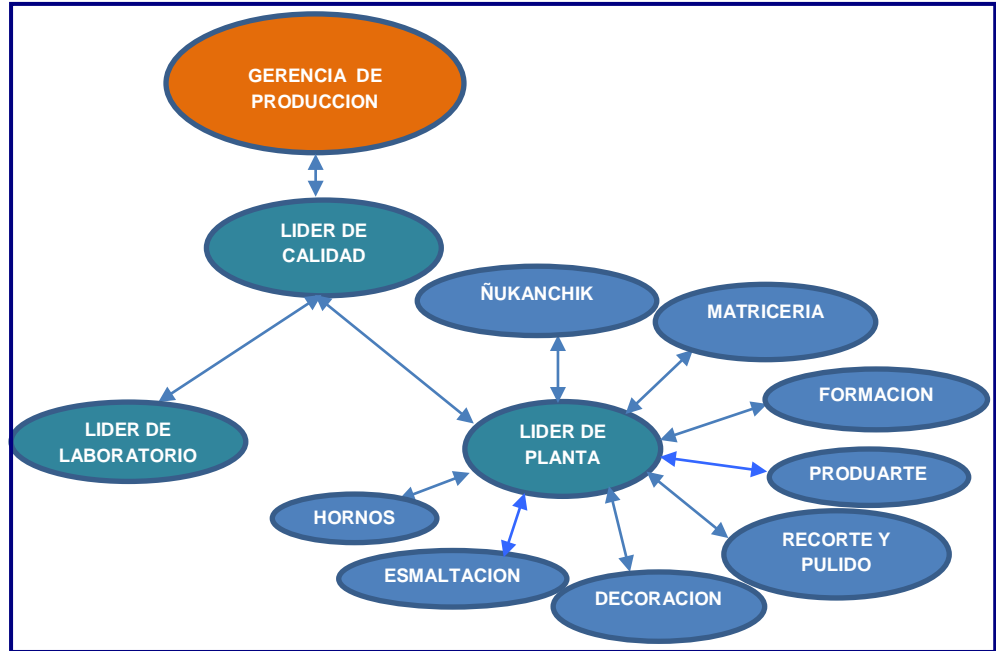 GERENCIA DE
PRODUCCION
LIDER DE
CALIDAD
ÑUKANCHIK
MATRICERIA
FORMACION
LIDER DE
LABORATORIO
LIDER DE
PLANTA
PRODUARTE
HORNOS
RECORTE Y
PULIDO
ESMALTACION
DECORACION